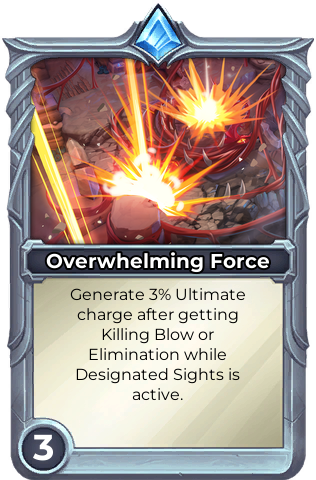 Overwhelming Force
Generate 3% Ultimate
charge after getting
Killing Blow or
Elimination while
Designated Sights is
active.
3